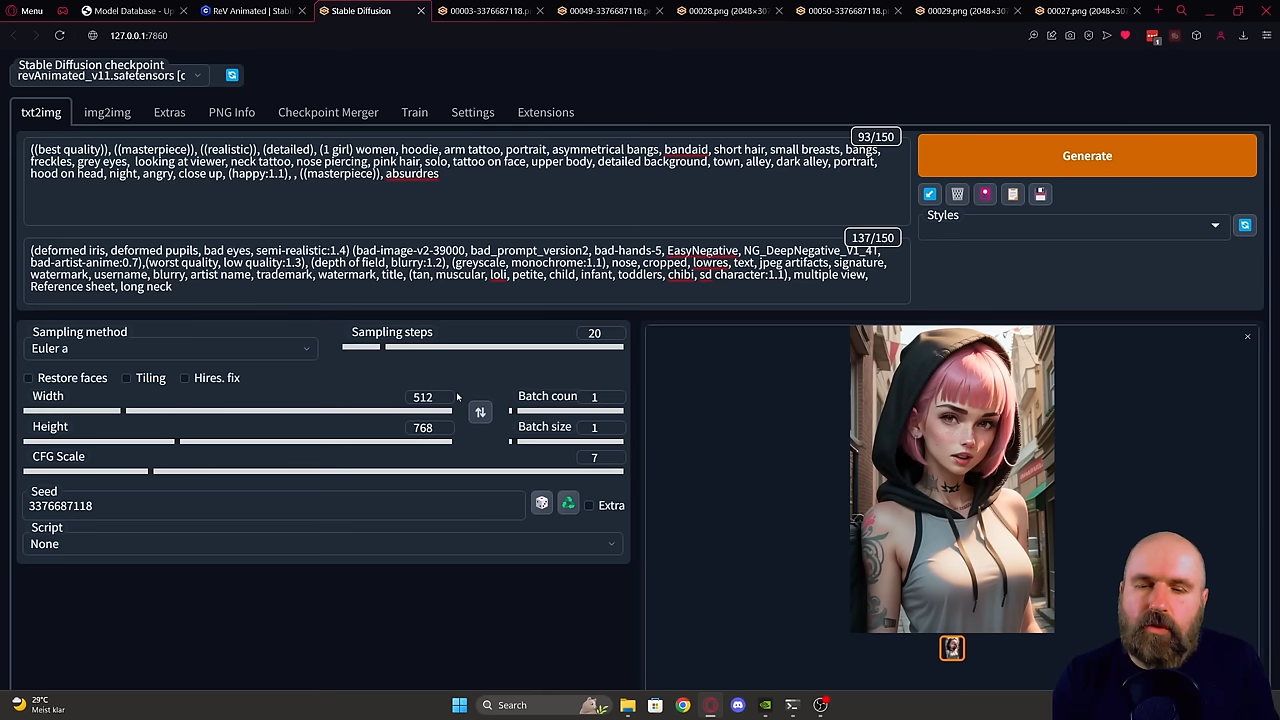 Menu
Model Database - Up
ReV Animated | Stabl
Stable Diffusion
00003-3376687118.p
00049-3376687118.p
00028.png (2048×307
00050-3376687118.p
00029.png (2048×307
00027.png (2048×307
127.0.0.1:7860
1
Stable Diffusion checkpoint
revAnimated_v11.safetensors [c
txt2img
img2img
Extras
PNG Info
Checkpoint Merger
Train
Settings
Extensions
93/150
((best quality)), ((masterpiece)), ((realistic)), (detailed), (1 girl) women, hoodie, arm tattoo, portrait, asymmetrical bangs, bandaid, short hair, small breasts, bangs,
freckles, grey eyes, looking at viewer, neck tattoo, nose piercing, pink hair, solo, tattoo on face, upper body, detailed background, town, alley, dark alley, portrait,
hood on head, night, angry, close up, (happy:1.1), , ((masterpiece)), absurdres
Generate
Styles
137/150
(deformed iris, deformed pupils, bad eyes, semi-realistic:1.4) (bad-image-v2-39000, bad_prompt_version2, bad-hands-5, EasyNegative, NG_DeepNegative_V1_4T,
bad-artist-anime:0.7),(worst quality, low quality:1.3), (depth of field, blurry:1.2), (greyscale, monochrome:1.1), nose, cropped, lowres, text, jpeg artifacts, signature,
watermark, username, blurry, artist name, trademark, watermark, title, (tan, muscular, loli, petite, child, infant, toddlers, chibi, sd character:1.1), multiple view,
Reference sheet, long neck
Sampling method
Euler a
Sampling steps
20
Restore faces
Tiling
Hires. fix
Width
512
Batch coun
1
Height
768
Batch size
1
CFG Scale
7
Seed
3376687118
Extra
Script
None
29°C
Meist klar
Search